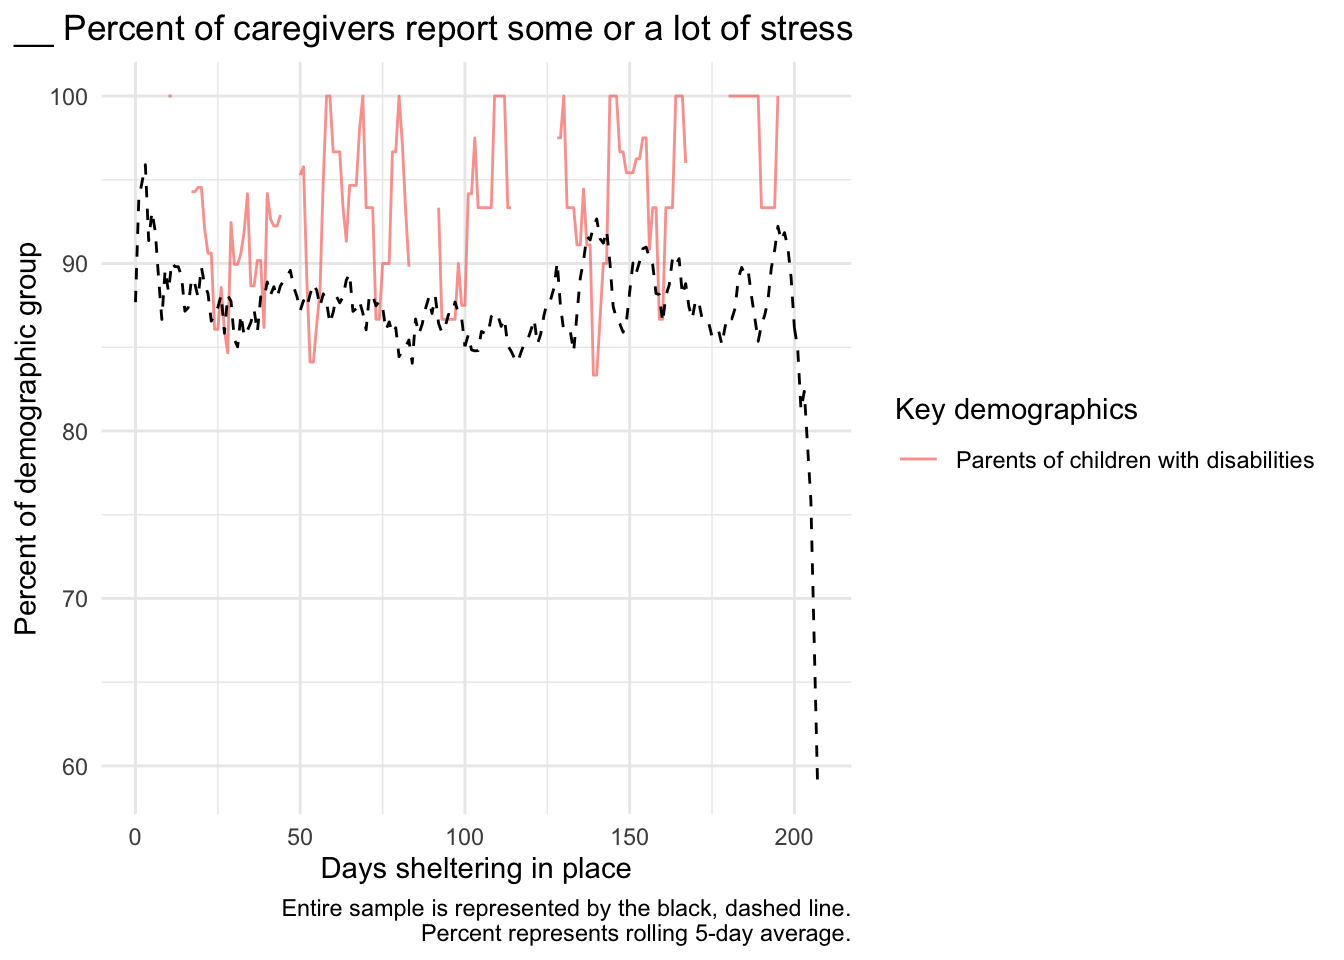 __ Percent of caregivers report some or a lot of stress
Percent of demographic group
100
90
80
70
60
0 50 100 150 200
Days sheltering in place
Key demographics
Parents of children with disabilities
Entire sample is represented by the black, dashed line.
Percent represents rolling 5-day average.